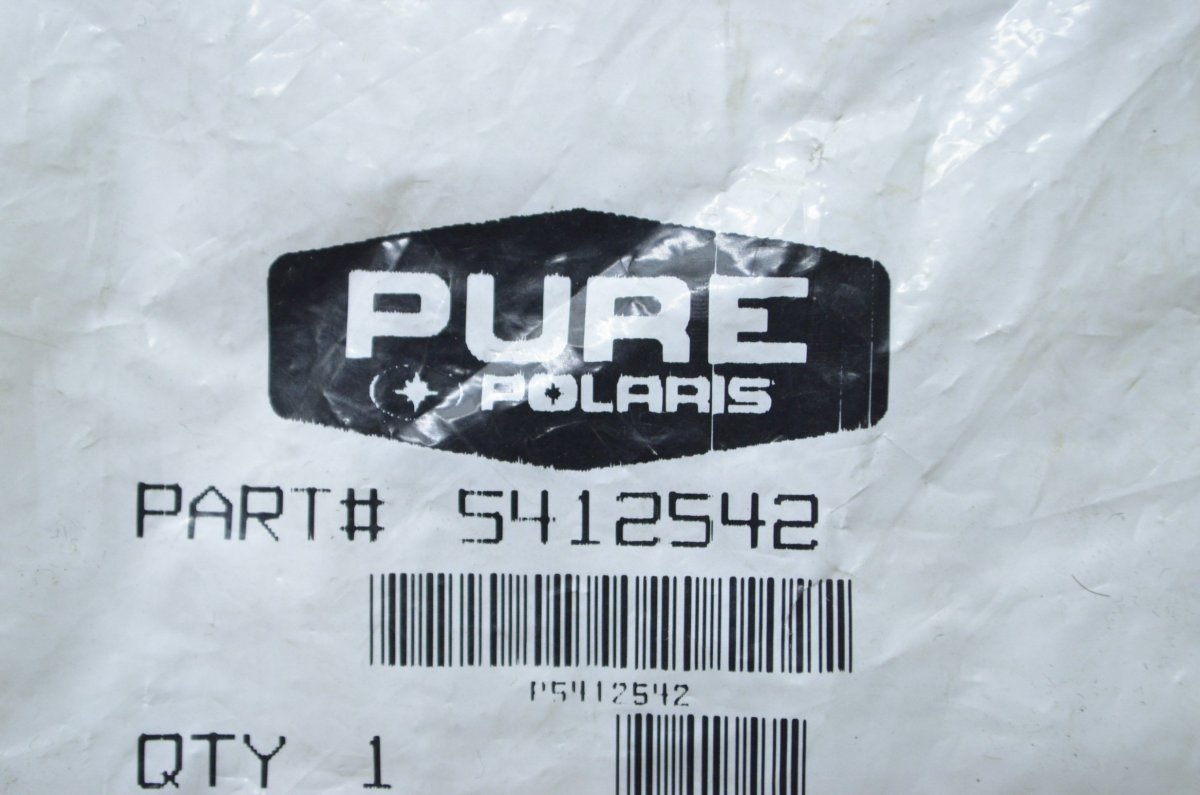 PURE
POLARIS
PART# 5412542
P5412542
QTY 1